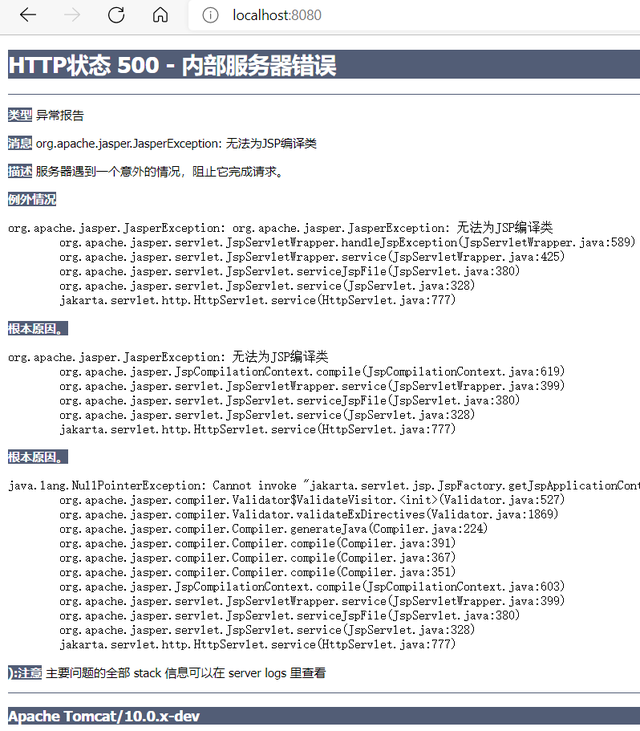 localhost:8080
HTTP状态 500 - 内部服务器错误
类型 异常报告
消息 org.apache.jasper.JasperException: 无法为JSP编译类
描述 服务器遇到一个意外的情况，阻止它完成请求。
例外情况
org.apache.jasper.JasperException: org.apache.jasper.JasperException: 无法为JSP编译类
org.apache.jasper.servlet.JspServletWrapper.handleJspException(JspServletWrapper.java:589)
org.apache.jasper.servlet.JspServletWrapper.service(JspServletWrapper.java:425)
org.apache.jasper.servlet.JspServlet.serviceJspFile(JspServlet.java:380)
org.apache.jasper.servlet.JspServlet.service(JspServlet.java:328)
jakarta.servlet.http.HttpServlet.service(HttpServlet.java:777)
根本原因。
org.apache.jasper.JasperException: 无法为JSP编译类
org.apache.jasper.JspCompilationContext.compile(JspCompilationContext.java:619)
org.apache.jasper.servlet.JspServletWrapper.service(JspServletWrapper.java:399)
org.apache.jasper.servlet.JspServlet.serviceJspFile(JspServlet.java:380)
org.apache.jasper.servlet.JspServlet.service(JspServlet.java:328)
jakarta.servlet.http.HttpServlet.service(HttpServlet.java:777)
根本原因。
java.lang.NullPointerException: Cannot invoke "jakarta.servlet.jsp.JspFactory.getJspApplicationCont
org.apache.jasper.compiler.Validator$ValidateVisitor.<init>(Validator.java:527)
org.apache.jasper.compiler.Validator.validateExDirectives(Validator.java:1869)
org.apache.jasper.compiler.Compiler.generateJava(Compiler.java:224)
org.apache.jasper.compiler.Compiler.compile(Compiler.java:391)
org.apache.jasper.compiler.Compiler.compile(Compiler.java:367)
org.apache.jasper.compiler.Compiler.compile(Compiler.java:351)
org.apache.jasper.JspCompilationContext.compile(JspCompilationContext.java:603)
org.apache.jasper.servlet.JspServletWrapper.service(JspServletWrapper.java:399)
org.apache.jasper.servlet.JspServlet.serviceJspFile(JspServlet.java:380)
org.apache.jasper.servlet.JspServlet.service(JspServlet.java:328)
jakarta.servlet.http.HttpServlet.service(HttpServlet.java:777)
):注意 主要问题的全部 stack 信息可以在 server logs 里查看
Apache Tomcat/10.0.x-dev